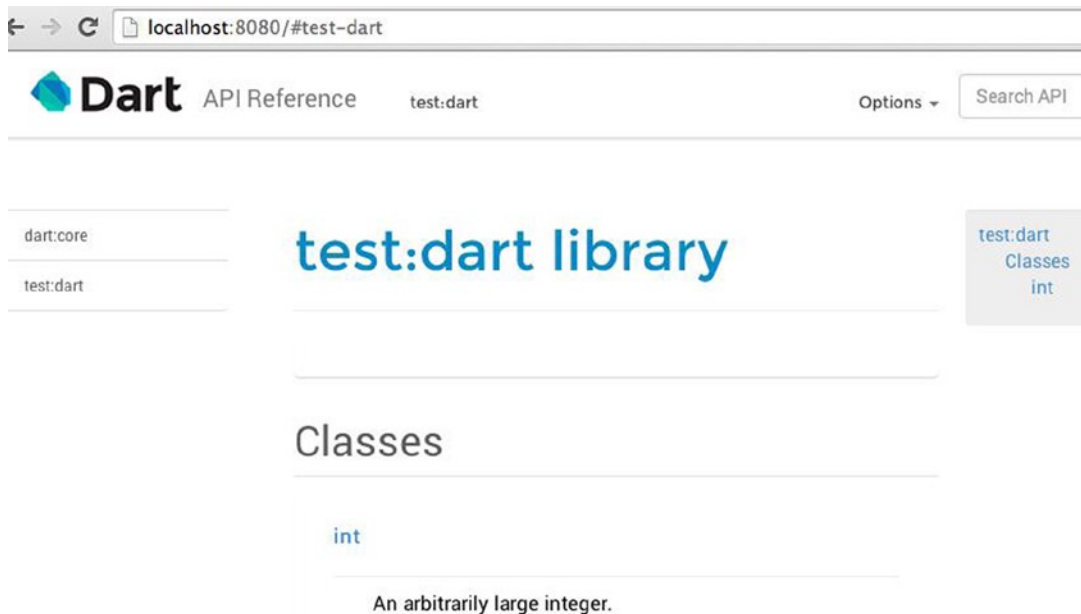 localhost:8080/#test-dart
Dart API Reference test:dart Options Search API
dart:core
test:dart
test:dart library
test:dart
Classes
int
Classes
int
An arbitrarily large integer.